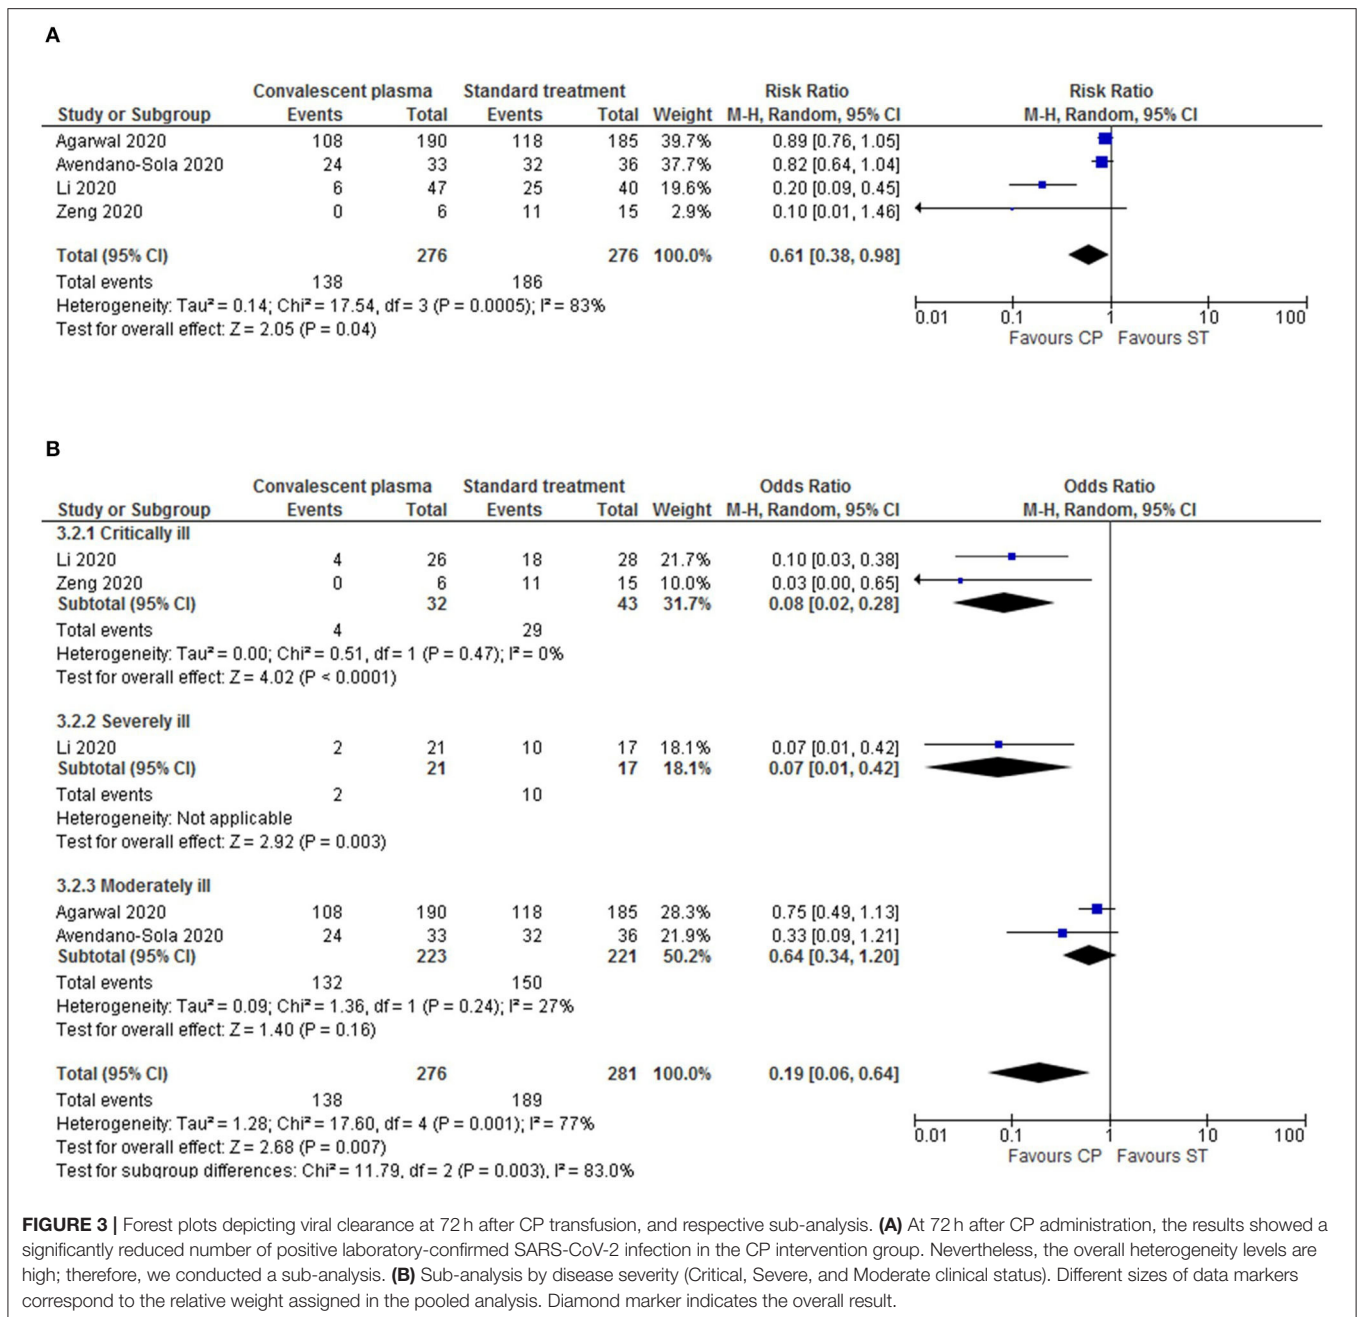 A
Convalescent plasma Standard treatment Risk Ratio Risk Ratio
Study or Subgroup Events Total Events Total Weight M-H, Random, 95% CI M-H, Random, 95% CI
Agarwal 2020 108 190 118 185 39.7% 0.89 [0.76, 1.05]
Avendano-Sola 2020 24 33 32 36 37.7% 0.82 [0.64, 1.04]
Li 2020 6 47 25 40 19.6% 0.20 [0.09, 0.45]
Zeng 2020 0 6 11 15 2.9% 0.10 [0.01, 1.46]
Total (95% CI) 276 276 100.0% 0.61 [0.38, 0.98]
Total events 138 186
Heterogeneity: Tau² = 0.14; Chi² = 17.54, df = 3 (P = 0.0005); I² = 83%
Test for overall effect: Z = 2.05 (P = 0.04)
0.01 0.1 1 10 100
Favours CP Favours ST
B
Convalescent plasma Standard treatment Odds Ratio Odds Ratio
Study or Subgroup Events Total Events Total Weight M-H, Random, 95% CI M-H, Random, 95% CI
3.2.1 Critically ill
Li 2020 4 26 18 28 21.7% 0.10 [0.03, 0.38]
Zeng 2020 0 6 11 15 10.0% 0.03 [0.00, 0.65]
Subtotal (95% CI) 32 43 31.7% 0.08 [0.02, 0.28]
Total events 4 29
Heterogeneity: Tau² = 0.00; Chi² = 0.51, df = 1 (P = 0.47); I² = 0%
Test for overall effect: Z = 4.02 (P < 0.0001)
3.2.2 Severely ill
Li 2020 2 21 10 17 18.1% 0.07 [0.01, 0.42]
Subtotal (95% CI) 21 17 18.1% 0.07 [0.01, 0.42]
Total events 2 10
Heterogeneity: Not applicable
Test for overall effect: Z = 2.92 (P = 0.003)
3.2.3 Moderately ill
Agarwal 2020 108 190 118 185 28.3% 0.75 [0.49, 1.13]
Avendano-Sola 2020 24 33 32 36 21.9% 0.33 [0.09, 1.21]
Subtotal (95% CI) 223 221 50.2% 0.64 [0.34, 1.20]
Total events 132 150
Heterogeneity: Tau² = 0.09; Chi² = 1.36, df = 1 (P = 0.24); I² = 27%
Test for overall effect: Z = 1.40 (P = 0.16)
Total (95% CI) 276 281 100.0% 0.19 [0.06, 0.64]
Total events 138 189
Heterogeneity: Tau² = 1.28; Chi² = 17.60, df = 4 (P = 0.001); I² = 77%
Test for overall effect: Z = 2.68 (P = 0.007)
Test for subgroup differences: Chi² = 11.79, df = 2 (P = 0.003), I² = 83.0%
0.01 0.1 1 10 100
Favours CP Favours ST
FIGURE 3 | Forest plots depicting viral clearance at 72 h after CP transfusion, and respective sub-analysis. (A) At 72 h after CP administration, the results showed a
significantly reduced number of positive laboratory-confirmed SARS-CoV-2 infection in the CP intervention group. Nevertheless, the overall heterogeneity levels are
high; therefore, we conducted a sub-analysis. (B) Sub-analysis by disease severity (Critical, Severe, and Moderate clinical status). Different sizes of data markers
correspond to the relative weight assigned in the pooled analysis. Diamond marker indicates the overall result.